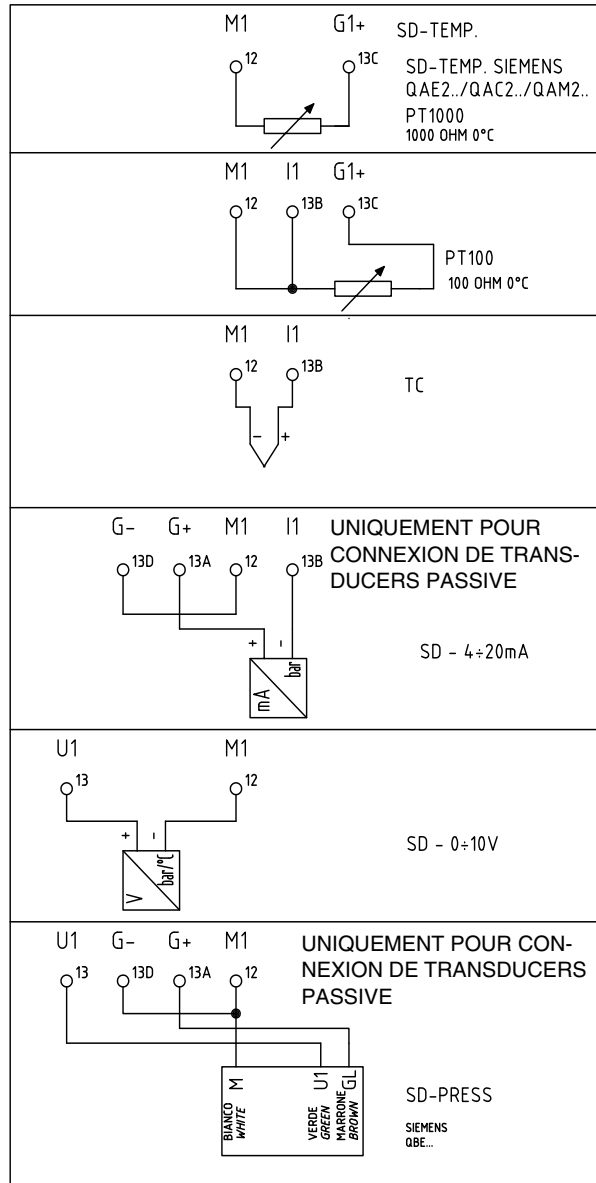 M1 G1+ SD-TEMP.
12 13C SD-TEMP. SIEMENS
QAE2../QAC2../QAM2..
PT1000
1000 OHM 0°C
M1 I1 G1+
12 13B 13C
PT100
100 OHM 0°C
M1 I1
12 13B
TC
- +
G- G+ M1 I1 UNIQUEMENT POUR
CONNEXION DE TRANS-
13D 13A 12 13B DUCERS PASSIVE
+ -
mA bar
SD - 4÷20mA
U1 M1
13 12
+ -
V bar/°C
SD - 0÷10V
U1 G- G+ M1 UNIQUEMENT POUR CON-
13 13D 13A 12 NEXION DE TRANSDUCERS
PASSIVE
M U1 GL
BIANCO VERDE MARRONE
WHITE GREEN BROWN
SD-PRESS
SIEMENS
QBE...